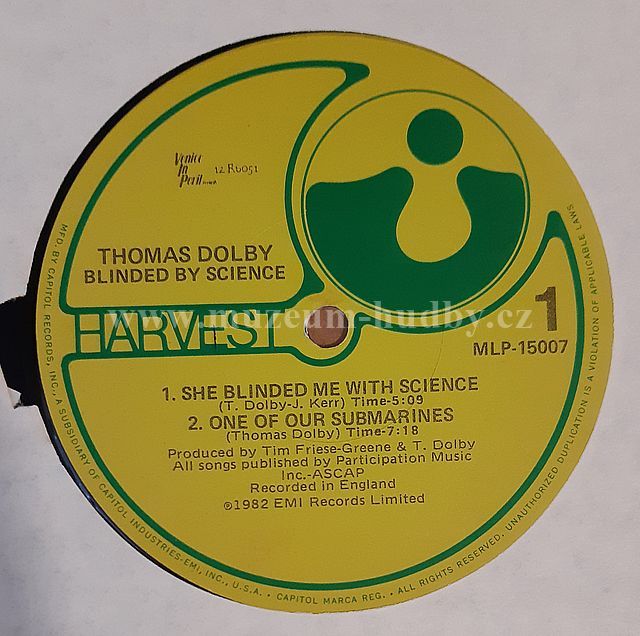 Venice
In
Peril
12 R6051
THOMAS DOLBY
BLINDED BY SCIENCE
HARVEST
www.muzeum-hudby.cz
1
MLP-15007
1. SHE BLINDED ME WITH SCIENCE
(T. Dolby-J. Kerr) Time-5:09
2. ONE OF OUR SUBMARINES
(Thomas Dolby) Time-7:18
Produced by Tim Friese-Greene & T. Dolby
All songs published by Participation Music
Inc.-ASCAP
Recorded in England
℗1982 EMI Records Limited
MFD. BY CAPITOL RECORDS, INC., A SUBSIDIARY OF CAPITOL INDUSTRIES-EMI, INC., U.S.A. • CAPITOL MARCA REG. • ALL RIGHTS RESERVED. UNAUTHORIZED DUPLICATION IS A VIOLATION OF APPLICABLE LAWS.